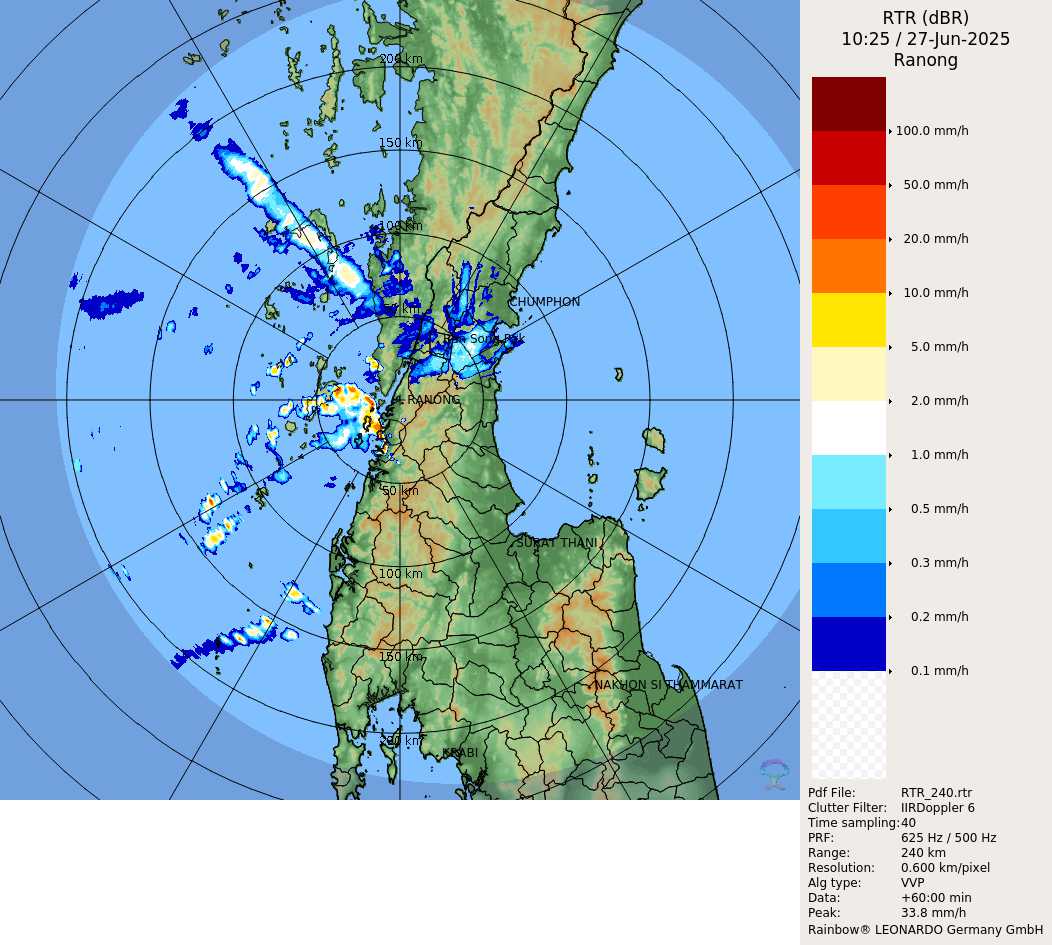 RTR (dBR)
10:25 / 27-Jun-2025
Ranong
100.0 mm/h
50.0 mm/h
20.0 mm/h
10.0 mm/h
5.0 mm/h
2.0 mm/h
1.0 mm/h
0.5 mm/h
0.3 mm/h
0.2 mm/h
0.1 mm/h
200 km
150 km
100 km
CHUMPHON
RANONG
50 km
SURAT THANI
100 km
150 km
NAKHON SI THAMMARAT
200 km
KRABI
Pdf File: RTR_240.rtr
Clutter Filter: IIRDoppler 6
Time sampling:40
PRF: 625 Hz / 500 Hz
Range: 240 km
Resolution: 0.600 km/pixel
Alg type: VVP
Data: +60:00 min
Peak: 33.8 mm/h
Rainbow® LEONARDO Germany GmbH